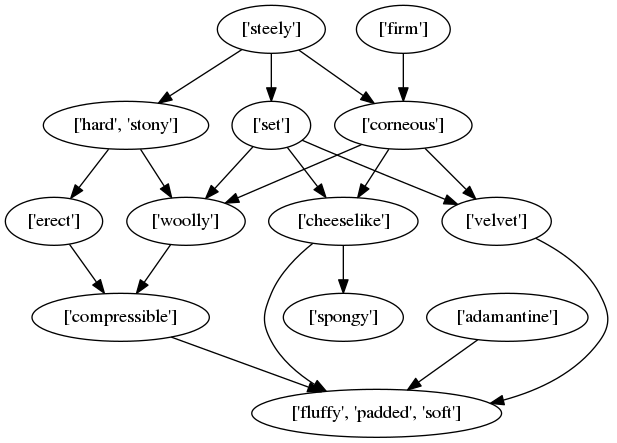 ['steely']
['firm']
['hard', 'stony']
['set']
['corneous']
['erect']
['woolly']
['cheeselike']
['velvet']
['compressible']
['spongy']
['adamantine']
['fluffy', 'padded', 'soft']